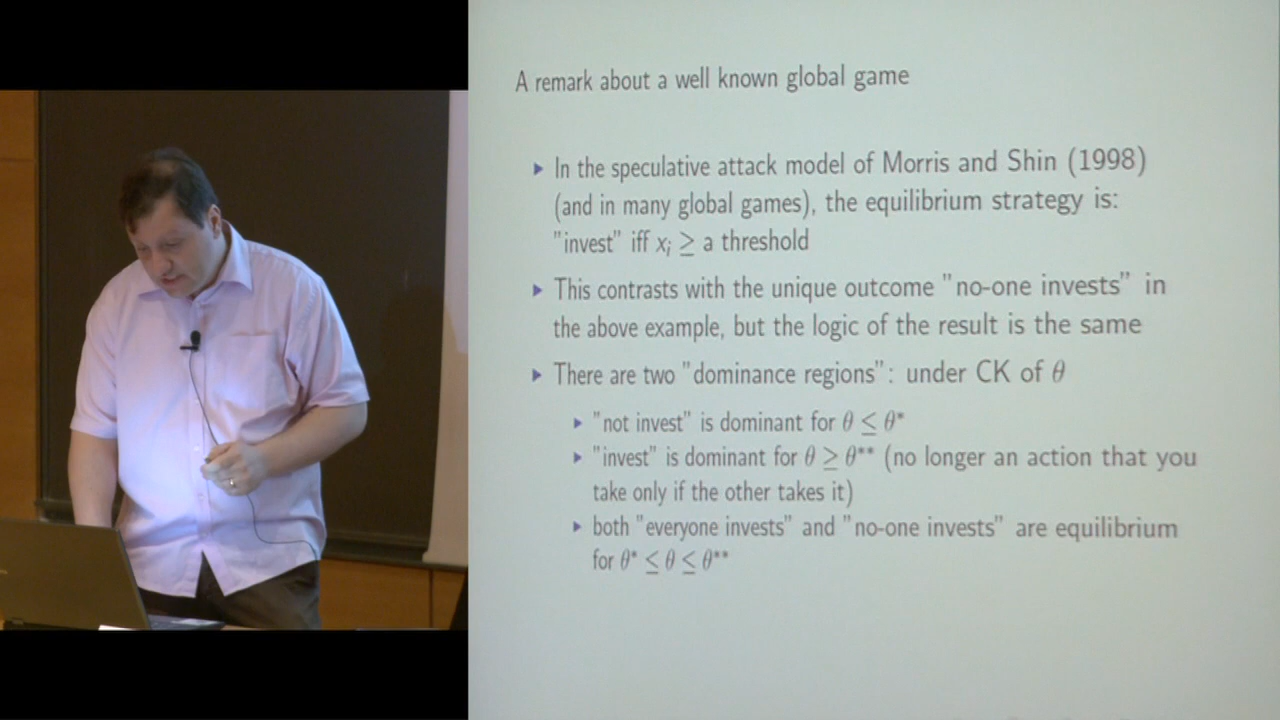 A remark about a well known global game
▸ In the speculative attack model of Morris and Shin (1998)
(and in many global games), the equilibrium strategy is:
"invest" iff xᵢ ≥ a threshold
▸ This contrasts with the unique outcome "no-one invests" in
the above example, but the logic of the result is the same
▸ There are two "dominance regions": under CK of θ
▸ "not invest" is dominant for θ ≤ θ*
▸ "invest" is dominant for θ ≥ θ** (no longer an action that you
take only if the other takes it)
▸ both "everyone invests" and "no-one invests" are equilibrium
for θ* ≤ θ ≤ θ**